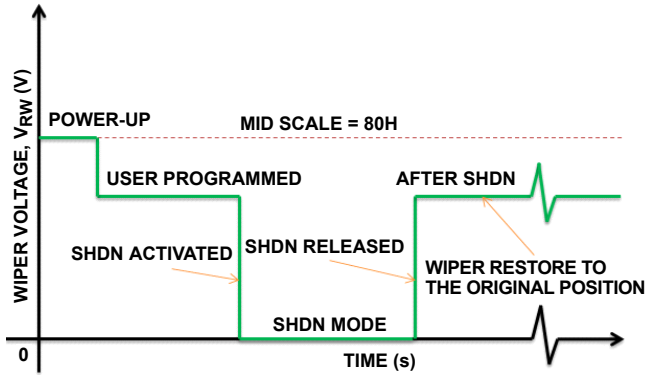 WIPER VOLTAGE, VRW (V)
POWER-UP
MID SCALE = 80H
USER PROGRAMMED
AFTER SHDN
SHDN ACTIVATED
SHDN RELEASED
WIPER RESTORE TO
THE ORIGINAL POSITION
SHDN MODE
0
TIME (s)